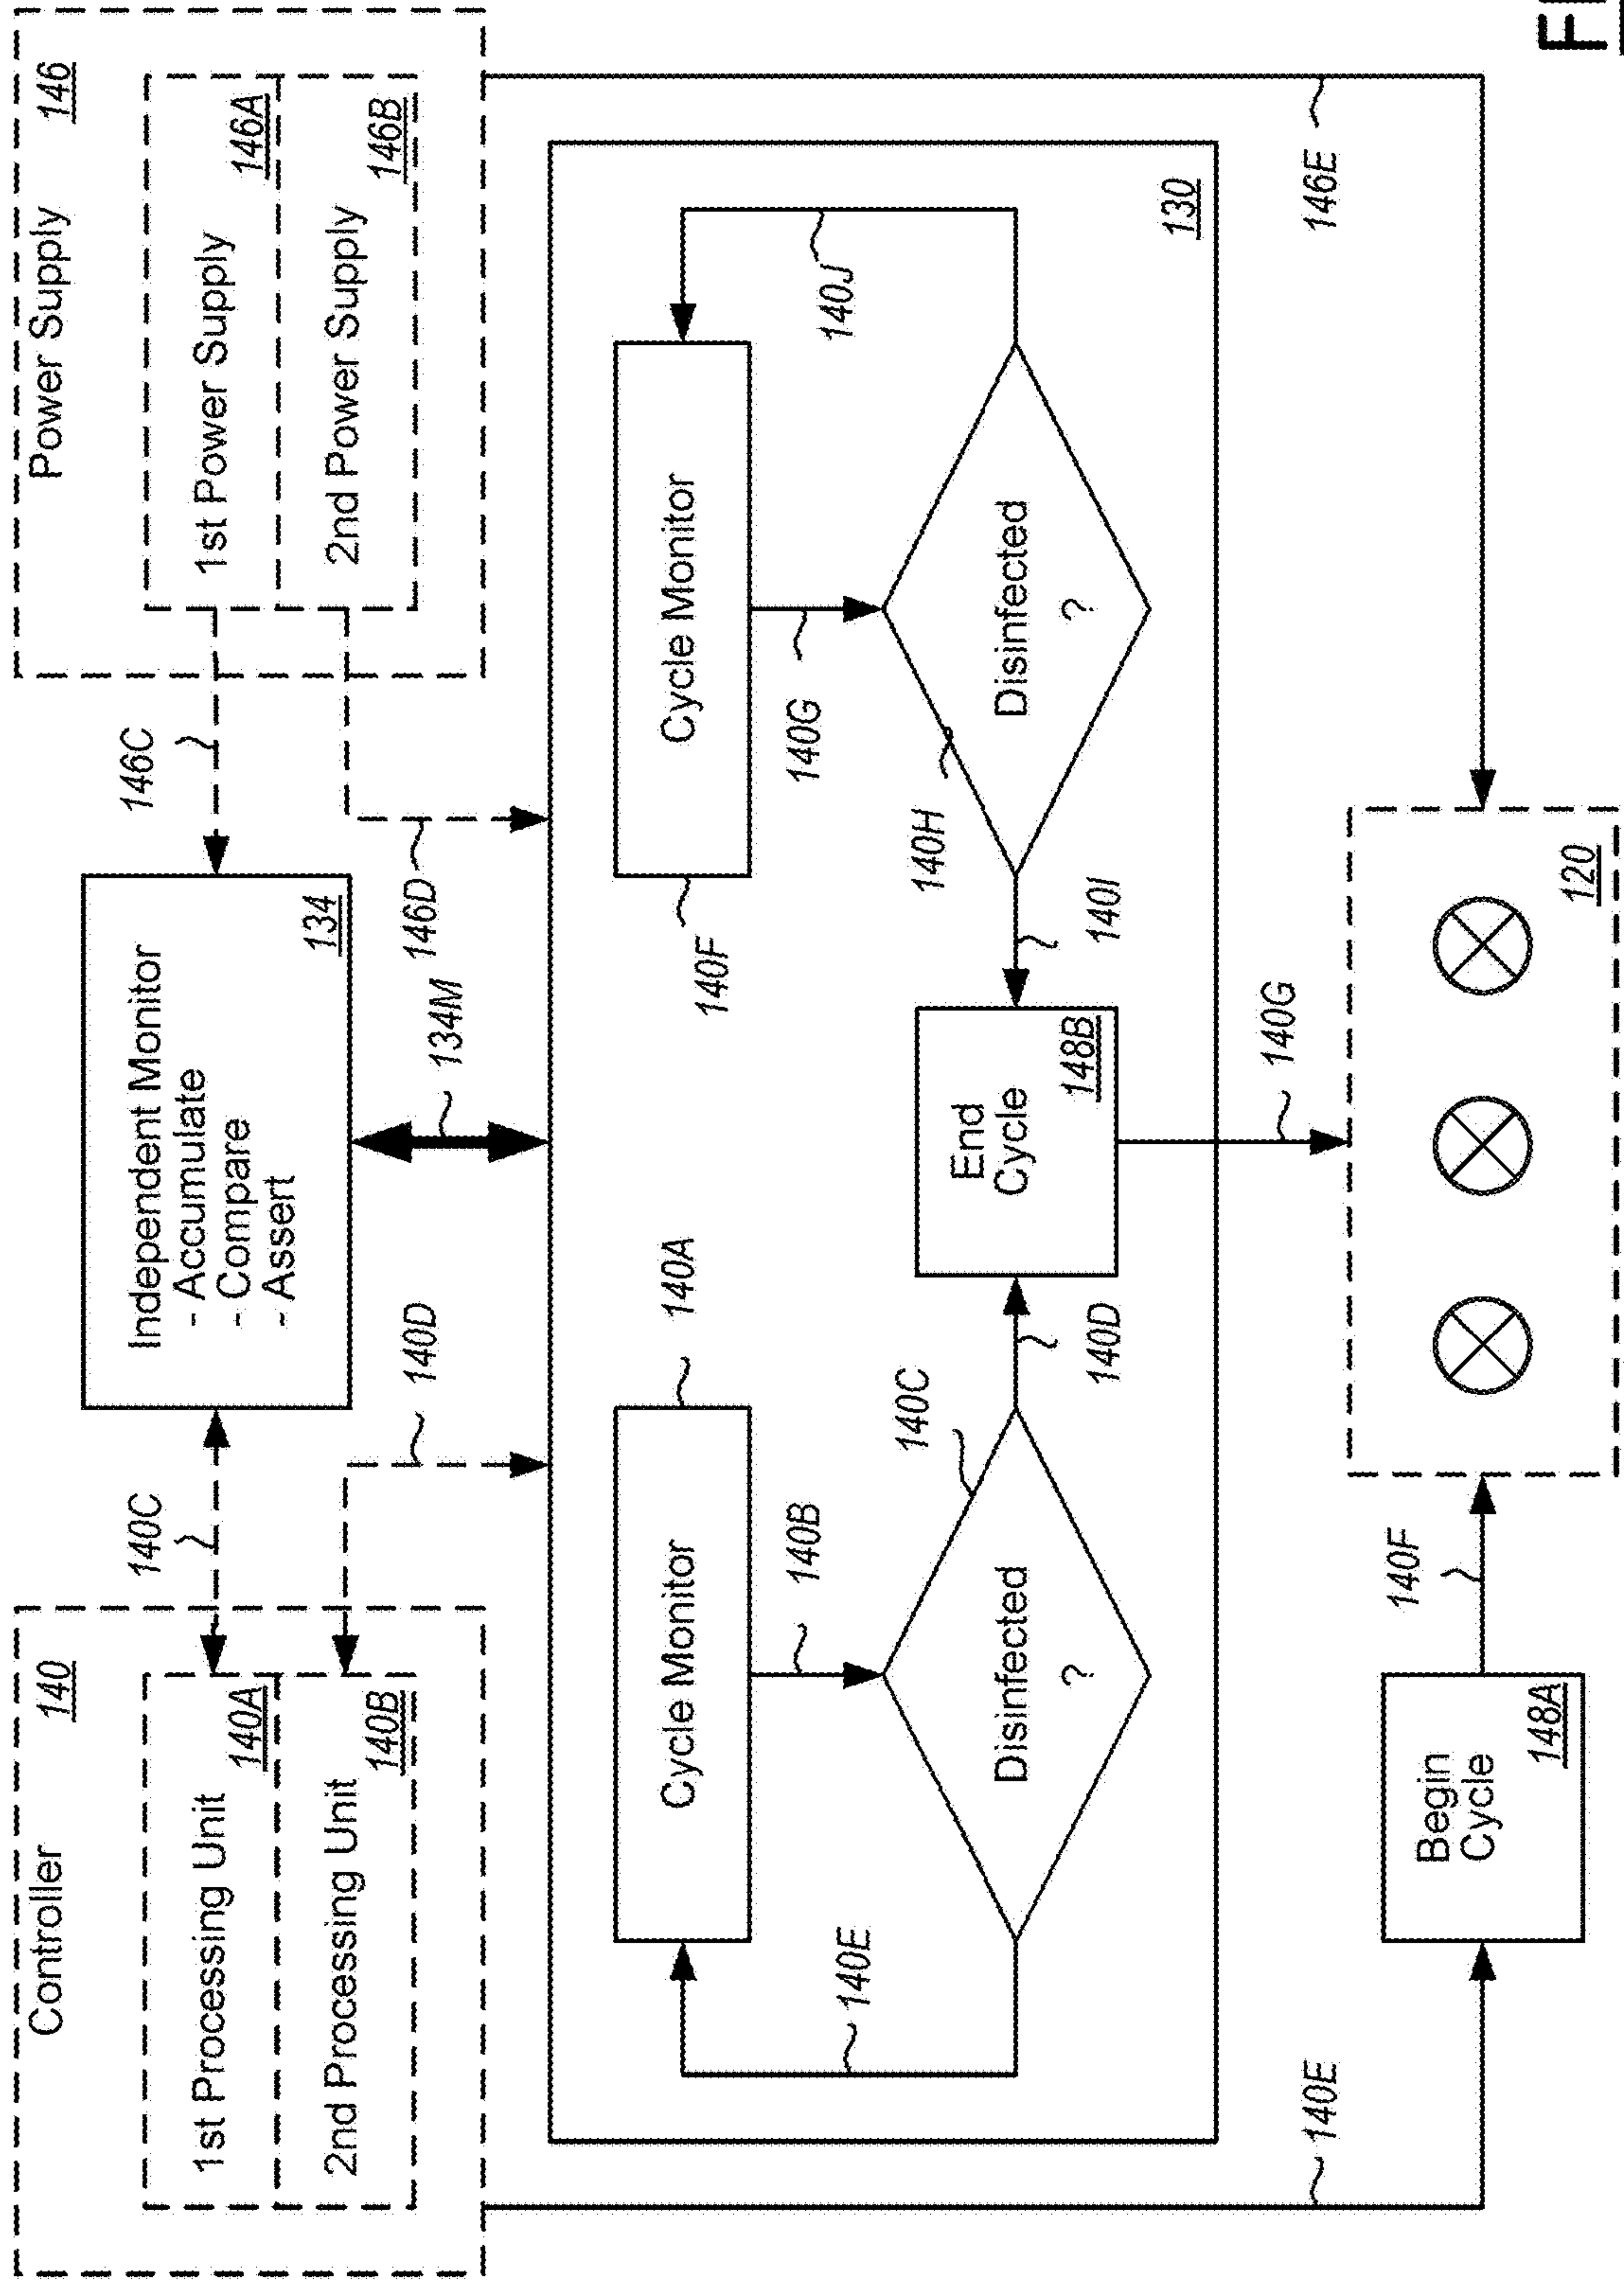 Controller 140
1st Processing Unit
140A
2nd Processing Unit
140B
140C
Independent Monitor
- Accumulate
- Compare
- Assert
134
146C
Power Supply 146
1st Power Supply
146A
2nd Power Supply
146B
140D
134M
146D
140A
140F
Cycle Monitor
Cycle Monitor
140E
140B
140G
140J
140C
140H
Disinfected
?
Disinfected
?
140D
End
Cycle
148B
140I
130
140E
140G
146E
Begin
Cycle
148A
140F
120